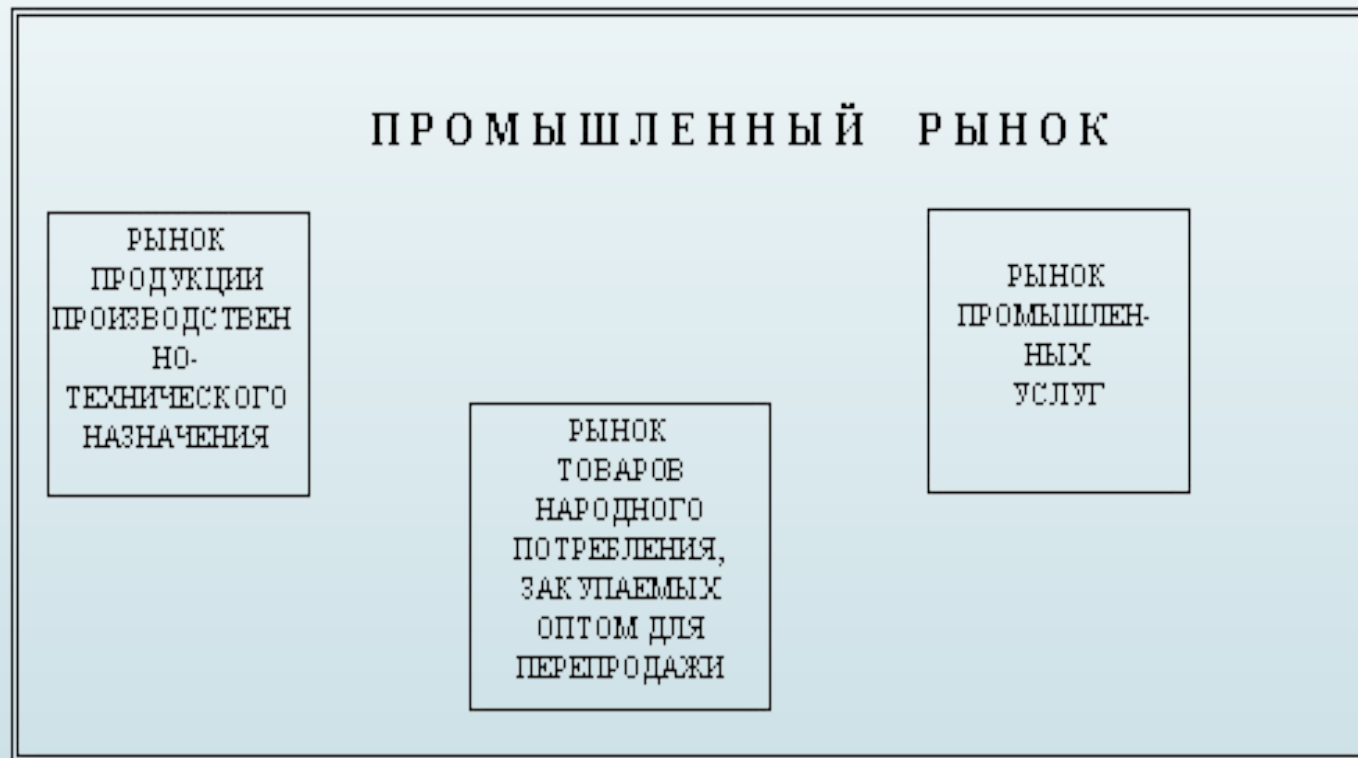 ПРОМЫШЛЕННЫЙ РЫНОК
РЫНОК
ПРОДУКЦИИ
ПРОИЗВОДСТВЕН
НО-
ТЕХНИЧЕСКОГО
НАЗНАЧЕНИЯ
РЫНОК
ТОВАРОВ
НАРОДНОГО
ПОТРЕБЛЕНИЯ,
ЗАКУПАЕМЫХ
ОПТОМ ДЛЯ
ПЕРЕПРОДАЖИ
РЫНОК
ПРОМЫШЛЕН-
НЫХ
УСЛУГ